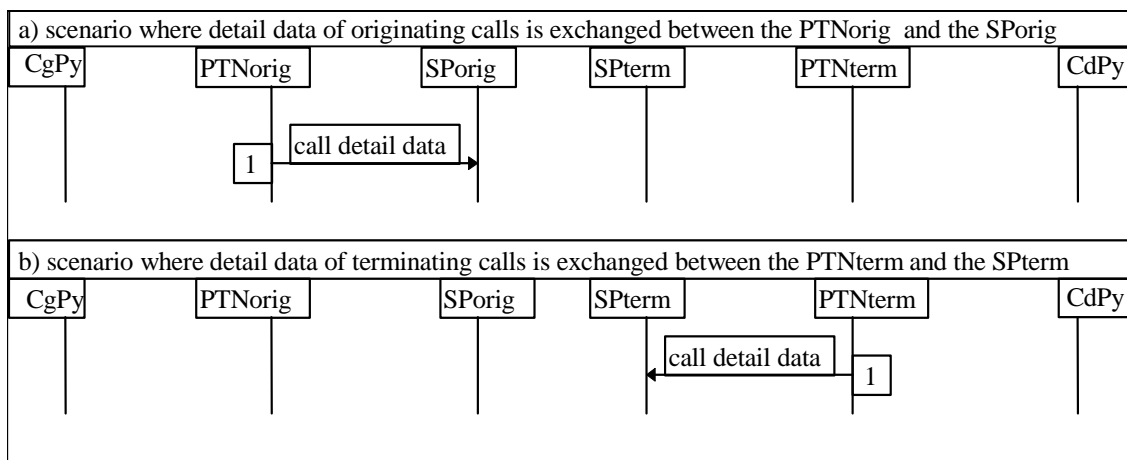 a) scenario where detail data of originating calls is exchanged between the PTNorig and the SPorig
CgPy PTNorig SPorig SPterm PTNterm CdPy
call detail data
1
b) scenario where detail data of terminating calls is exchanged between the PTNterm and the SPterm
CgPy PTNorig SPorig SPterm PTNterm CdPy
call detail data
1